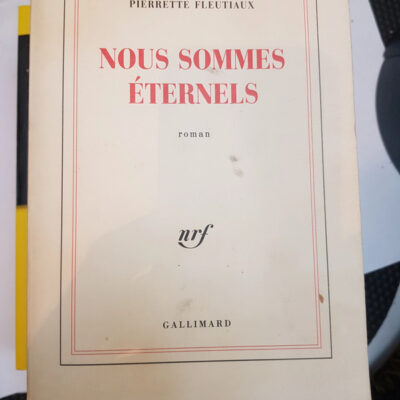 PIERRETTE FLEUTIAUX
NOUS SOMMES
ÉTERNELS
roman
nrf
GALLIMARD